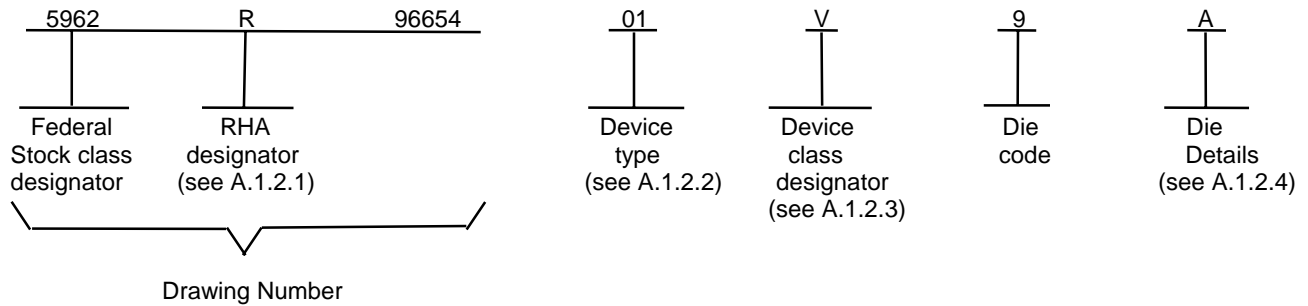 5962 R 96654 01 V 9 A
Federal Stock class designator
RHA designator (see A.1.2.1)
Device type (see A.1.2.2)
Device class designator (see A.1.2.3)
Die code
Die Details (see A.1.2.4)
Drawing Number